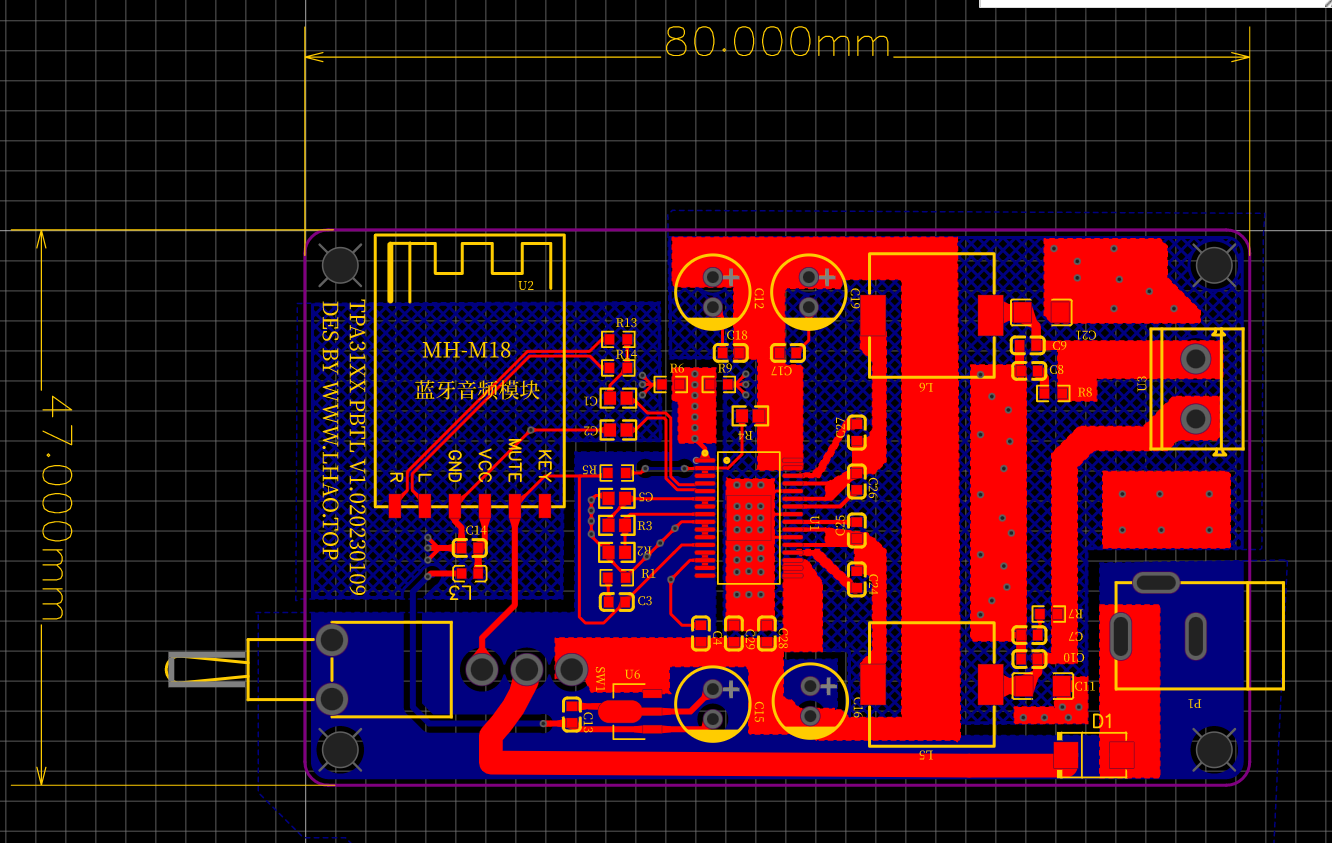 80.000mm
47.000mm
TPA31XX PBTL V1.020230109
DES BY WWW.LHAO.TOP
U2
MH-M18
蓝牙音频模块
R
L
GND
VCC
MUTE
KEY
C14
L3
R13
R14
C1
C2
R5
C5
R3
R2
R1
C3
R6
R9
R4
C12
C18
C17
C19
C27
C26
U1
C25
C24
C4
C29
C28
SW1
U6
C13
C15
C16
L6
L5
C21
C9
C8
R8
U3
R7
C7
C10
C11
P1
D1